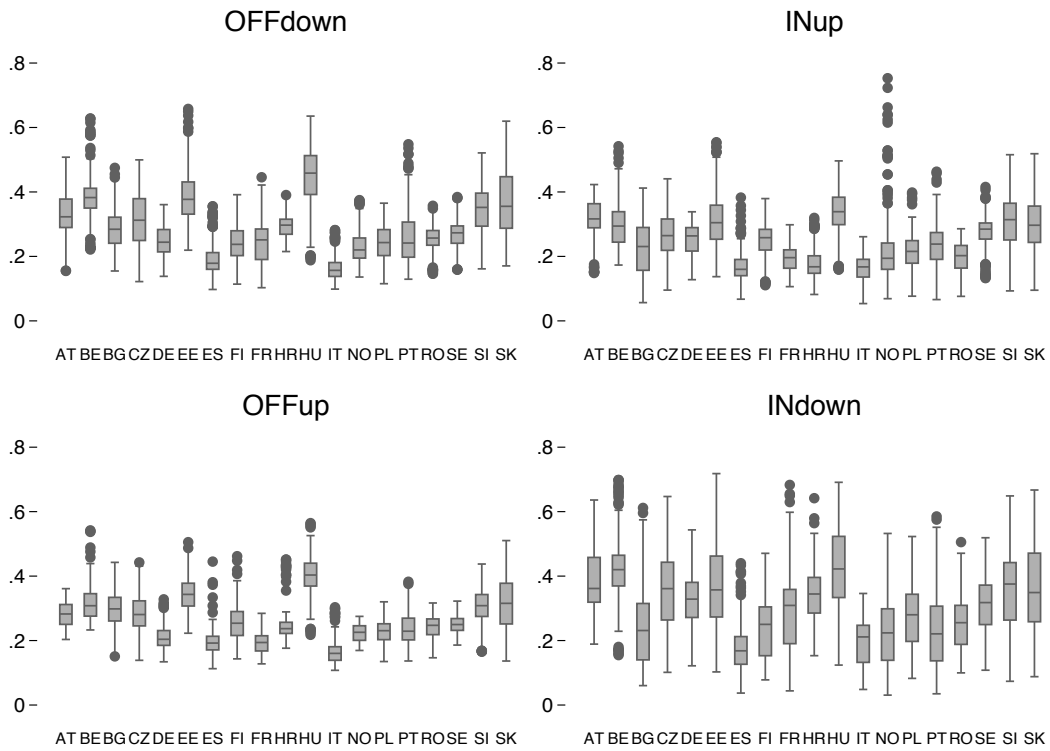 OFFdown
INup
.8
.6
.4
.2
0
AT BE BG CZ DE EE ES FI FR HR HU IT NO PL PT RO SE SI SK
.8
.6
.4
.2
0
AT BE BG CZ DE EE ES FI FR HR HU IT NO PL PT RO SE SI SK
OFFup
INdown
.8
.6
.4
.2
0
AT BE BG CZ DE EE ES FI FR HR HU IT NO PL PT RO SE SI SK
.8
.6
.4
.2
0
AT BE BG CZ DE EE ES FI FR HR HU IT NO PL PT RO SE SI SK